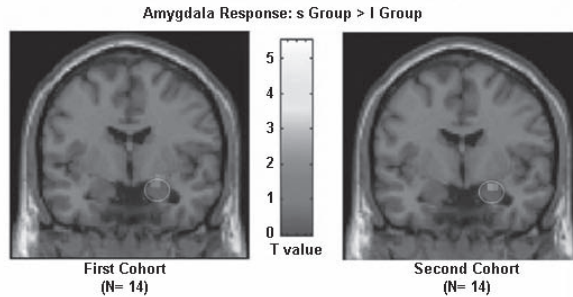 Amygdala Response: s Group > l Group
5
4
3
2
1
0
T value
First Cohort
(N= 14)
Second Cohort
(N= 14)